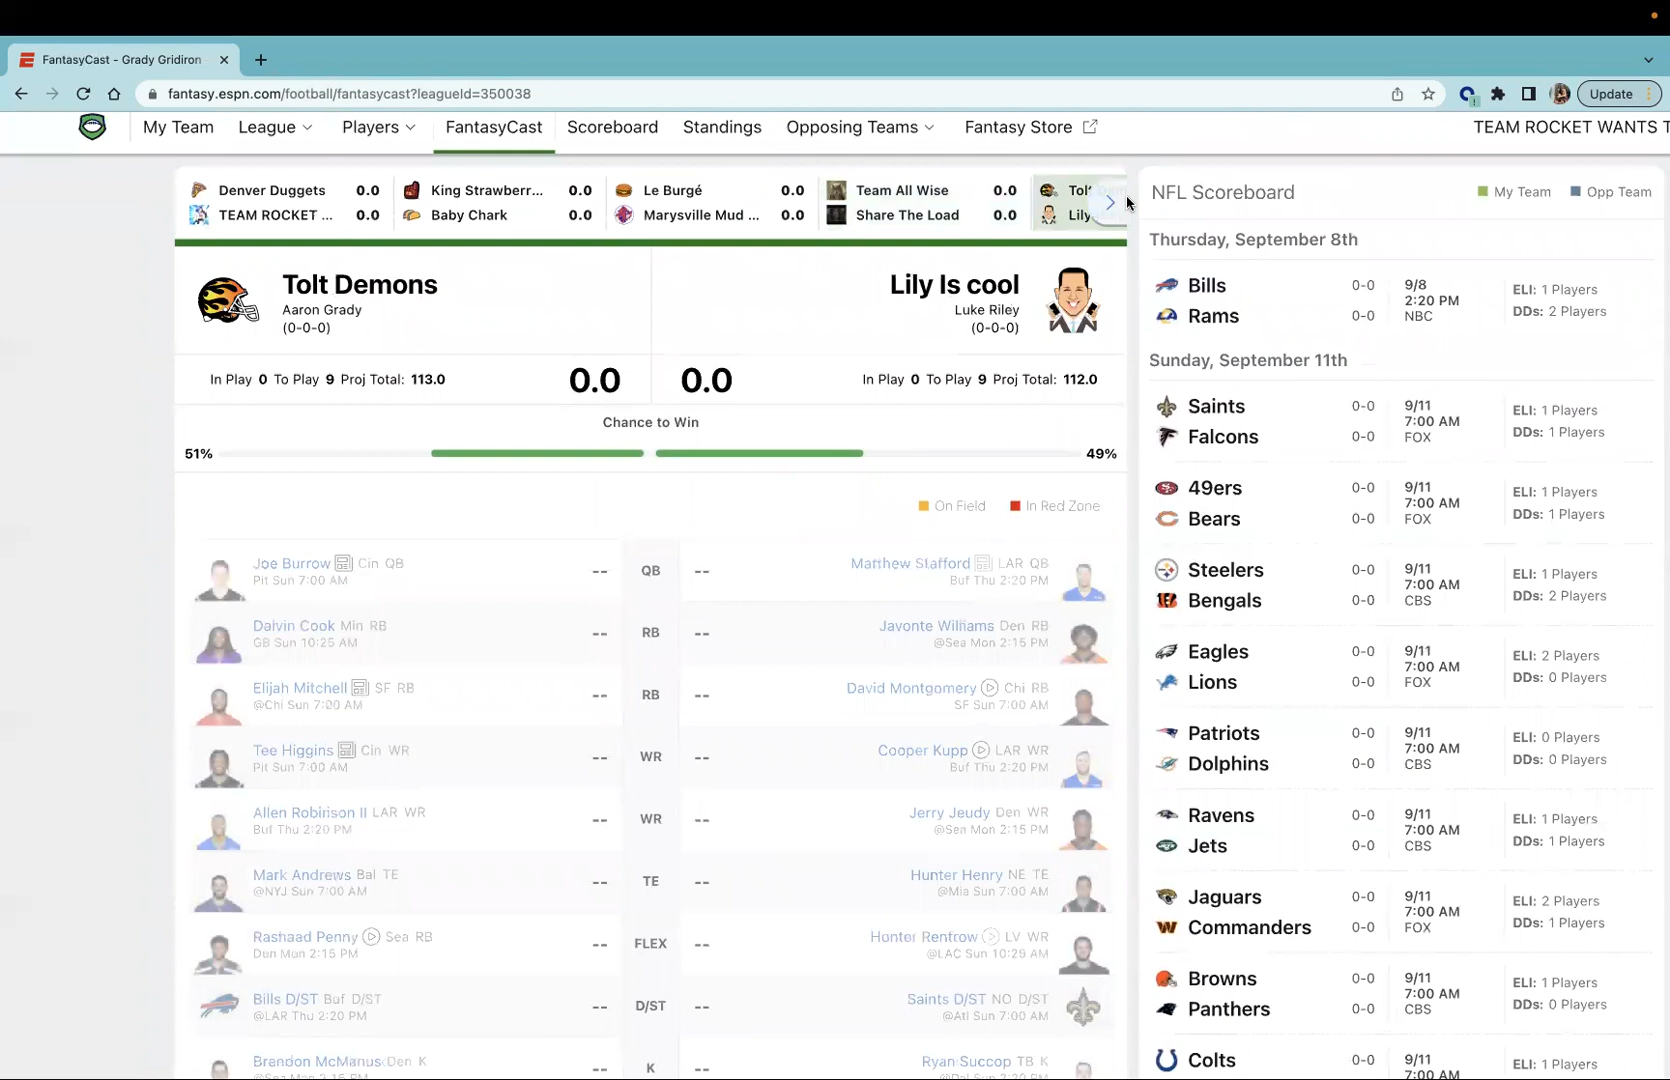 FantasyCast - Grady Gridiron
fantasy.espn.com/football/fantasycast?leagueId=350038
Update
My Team League Players FantasyCast Scoreboard Standings Opposing Teams Fantasy Store TEAM ROCKET WANTS T
Denver Duggets 0.0
TEAM ROCKET ... 0.0
King Strawberr... 0.0
Baby Chark 0.0
Le Burgé 0.0
Marysville Mud ... 0.0
Team All Wise 0.0
Share The Load 0.0
Tolt
Lily
Tolt Demons
Aaron Grady
(0-0-0)
Lily Is cool
Luke Riley
(0-0-0)
In Play 0 To Play 9 Proj Total: 113.0 0.0
0.0 In Play 0 To Play 9 Proj Total: 112.0
Chance to Win
51% 49%
On Field In Red Zone
Joe Burrow Cin QB
Pit Sun 7:00 AM
-- QB --
Matthew Stafford LAR QB
Buf Thu 2:20 PM
Dalvin Cook Min RB
GB Sun 10:25 AM
-- RB --
Javonte Williams Den RB
@Sea Mon 2:15 PM
Elijah Mitchell SF RB
@Chi Sun 7:00 AM
-- RB --
David Montgomery Chi RB
SF Sun 7:00 AM
Tee Higgins Cin WR
Pit Sun 7:00 AM
-- WR --
Cooper Kupp LAR WR
Buf Thu 2:20 PM
Allen Robinson II LAR WR
Buf Thu 2:20 PM
-- WR --
Jerry Jeudy Den WR
@Sea Mon 2:15 PM
Mark Andrews Bal TE
@NYJ Sun 7:00 AM
-- TE --
Hunter Henry NE TE
@Mia Sun 7:00 AM
Rashaad Penny Sea RB
Den Mon 2:15 PM
-- FLEX --
Hunter Renfrow LV WR
@LAC Sun 10:25 AM
Bills D/ST Buf D/ST
@LAR Thu 2:20 PM
-- D/ST --
Saints D/ST NO D/ST
@Atl Sun 7:00 AM
Brandon McManus Den K
@Sea Mon 2:15 PM
-- K --
Ryan Succop TB K
NFL Scoreboard My Team Opp Team
Thursday, September 8th
Bills 0-0
Rams 0-0
9/8
2:20 PM
NBC
ELI: 1 Players
DDs: 2 Players
Sunday, September 11th
Saints 0-0
Falcons 0-0
9/11
7:00 AM
FOX
ELI: 1 Players
DDs: 1 Players
49ers 0-0
Bears 0-0
9/11
7:00 AM
FOX
ELI: 1 Players
DDs: 1 Players
Steelers 0-0
Bengals 0-0
9/11
7:00 AM
CBS
ELI: 1 Players
DDs: 2 Players
Eagles 0-0
Lions 0-0
9/11
7:00 AM
FOX
ELI: 2 Players
DDs: 0 Players
Patriots 0-0
Dolphins 0-0
9/11
7:00 AM
CBS
ELI: 0 Players
DDs: 0 Players
Ravens 0-0
Jets 0-0
9/11
7:00 AM
CBS
ELI: 1 Players
DDs: 1 Players
Jaguars 0-0
Commanders 0-0
9/11
7:00 AM
FOX
ELI: 2 Players
DDs: 1 Players
Browns 0-0
Panthers 0-0
9/11
7:00 AM
CBS
ELI: 1 Players
DDs: 0 Players
Colts 0-0
9/11
7:00 AM
ELI: 1 Players